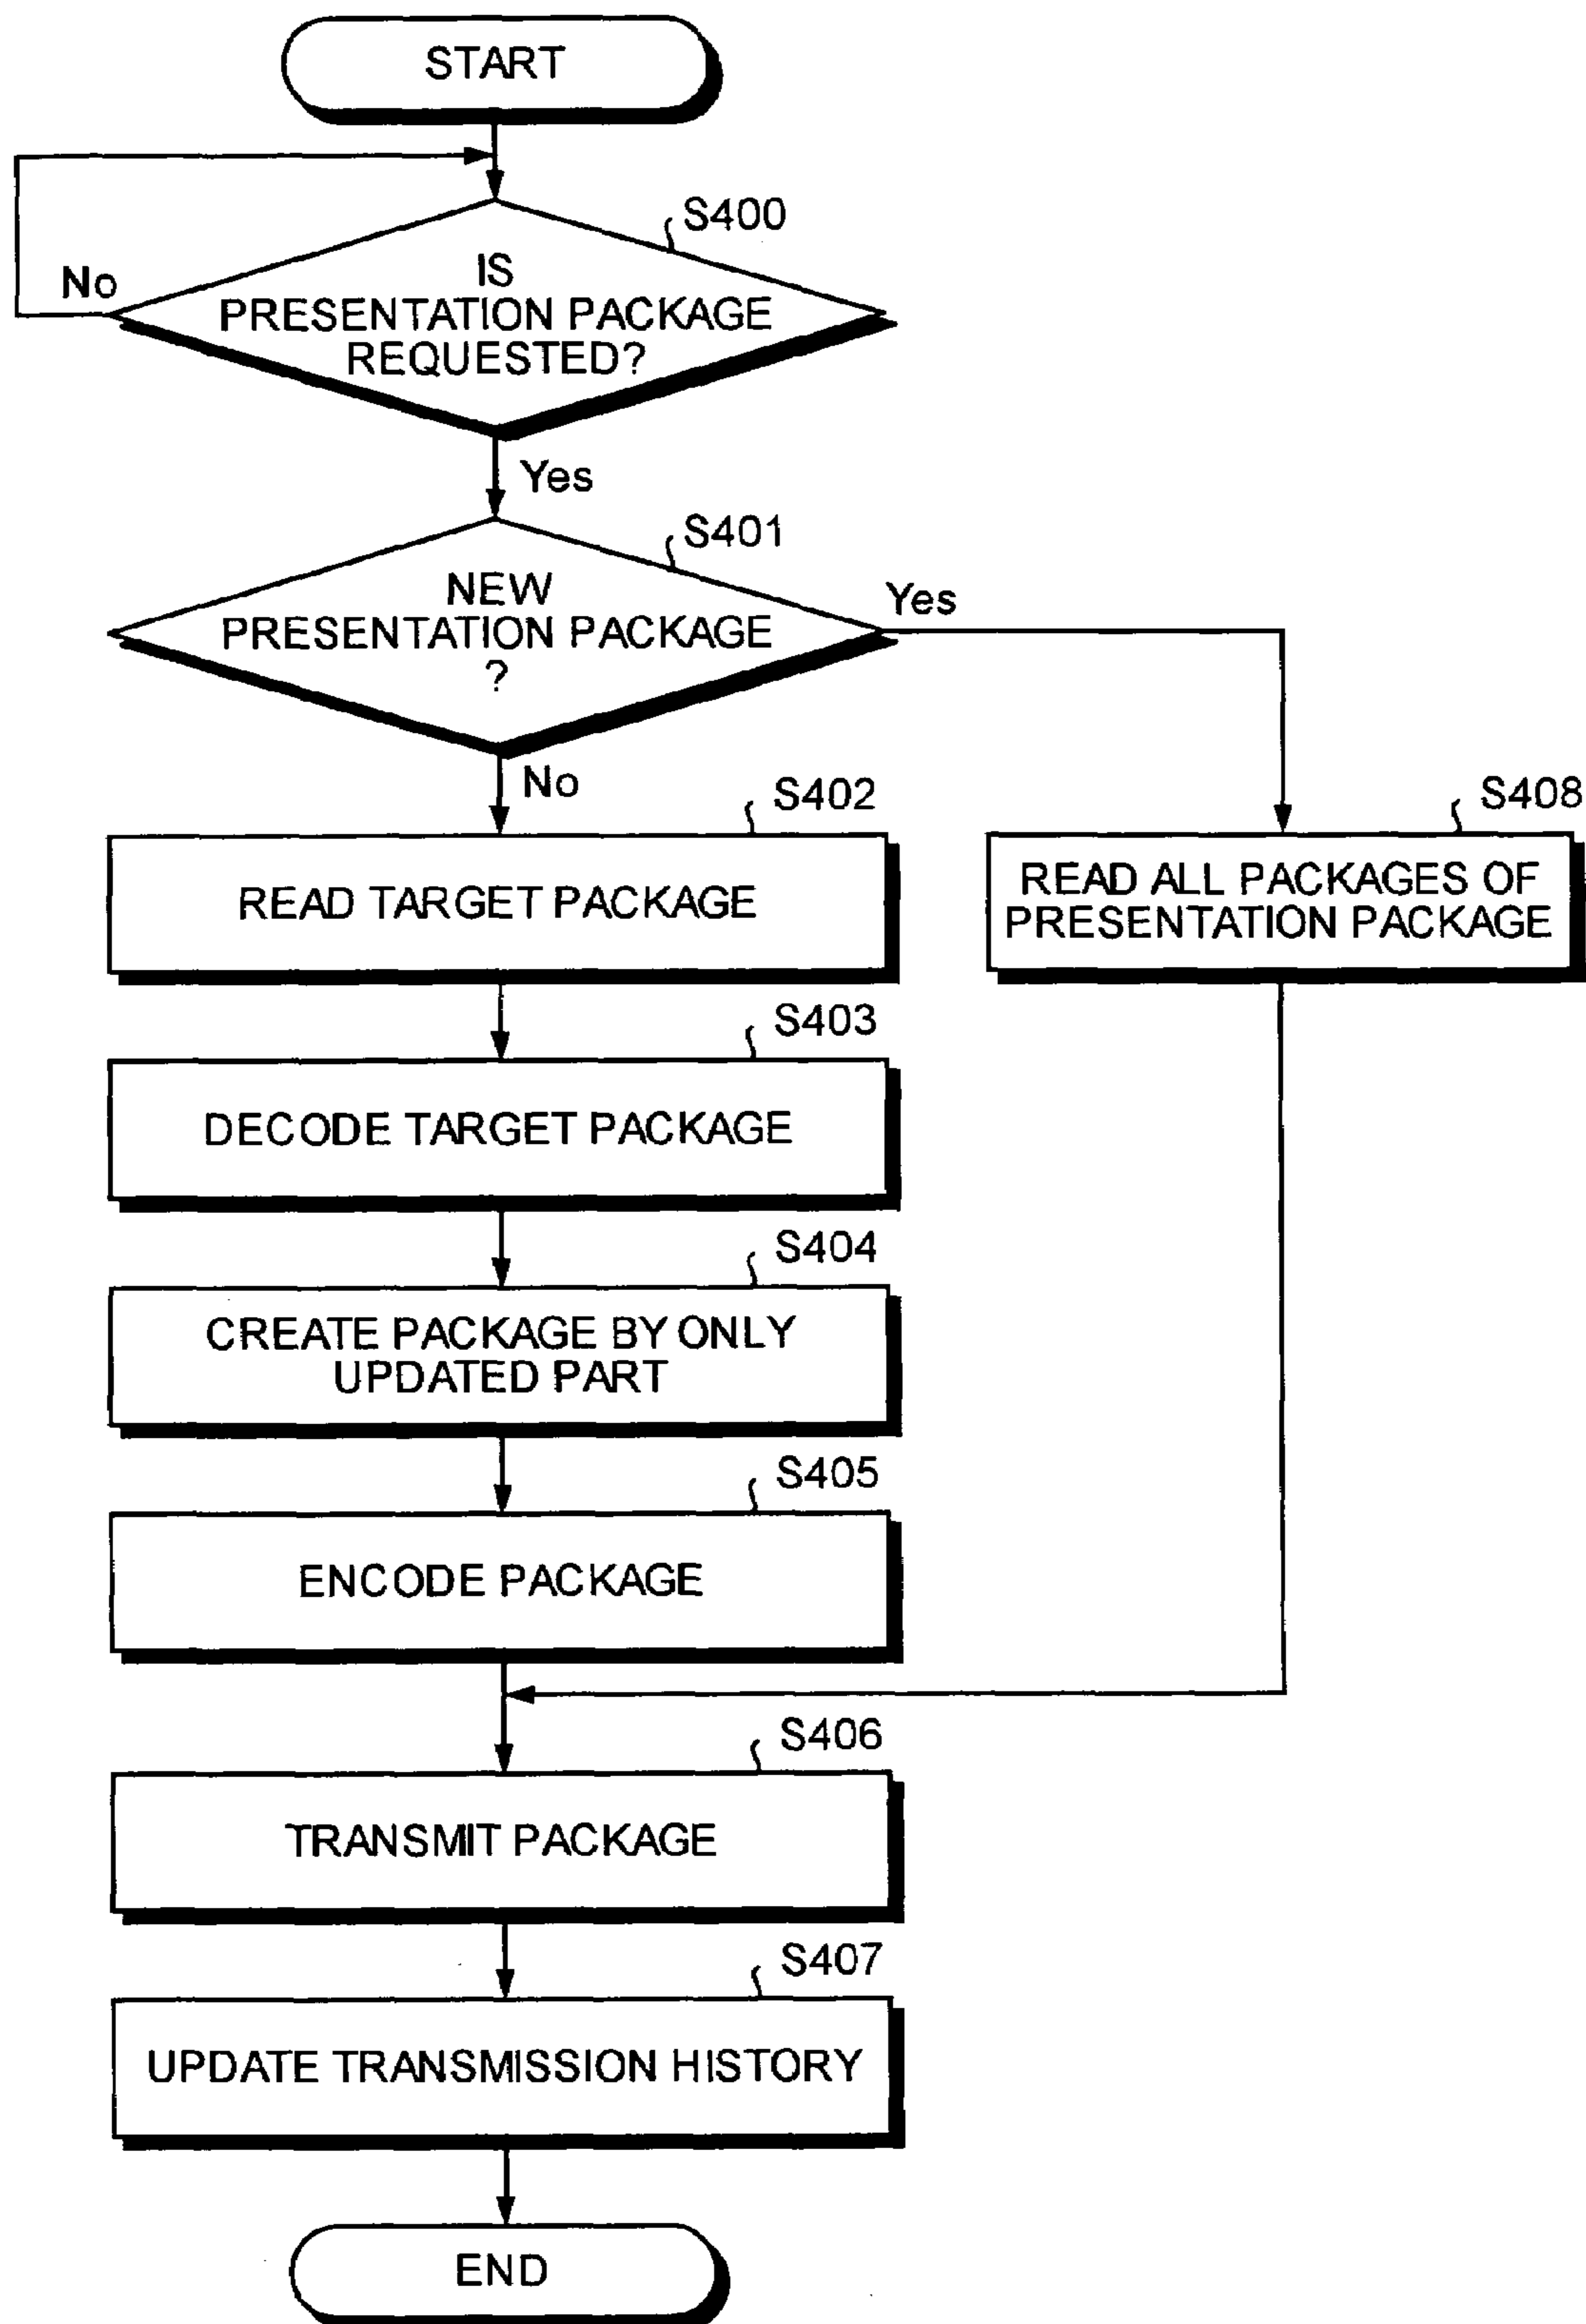 START
S400
No
IS
PRESENTATION PACKAGE
REQUESTED?
Yes
S401
NEW
PRESENTATION PACKAGE
?
Yes
No
S402
READ TARGET PACKAGE
S408
READ ALL PACKAGES OF
PRESENTATION PACKAGE
S403
DECODE TARGET PACKAGE
S404
CREATE PACKAGE BY ONLY
UPDATED PART
S405
ENCODE PACKAGE
S406
TRANSMIT PACKAGE
S407
UPDATE TRANSMISSION HISTORY
END